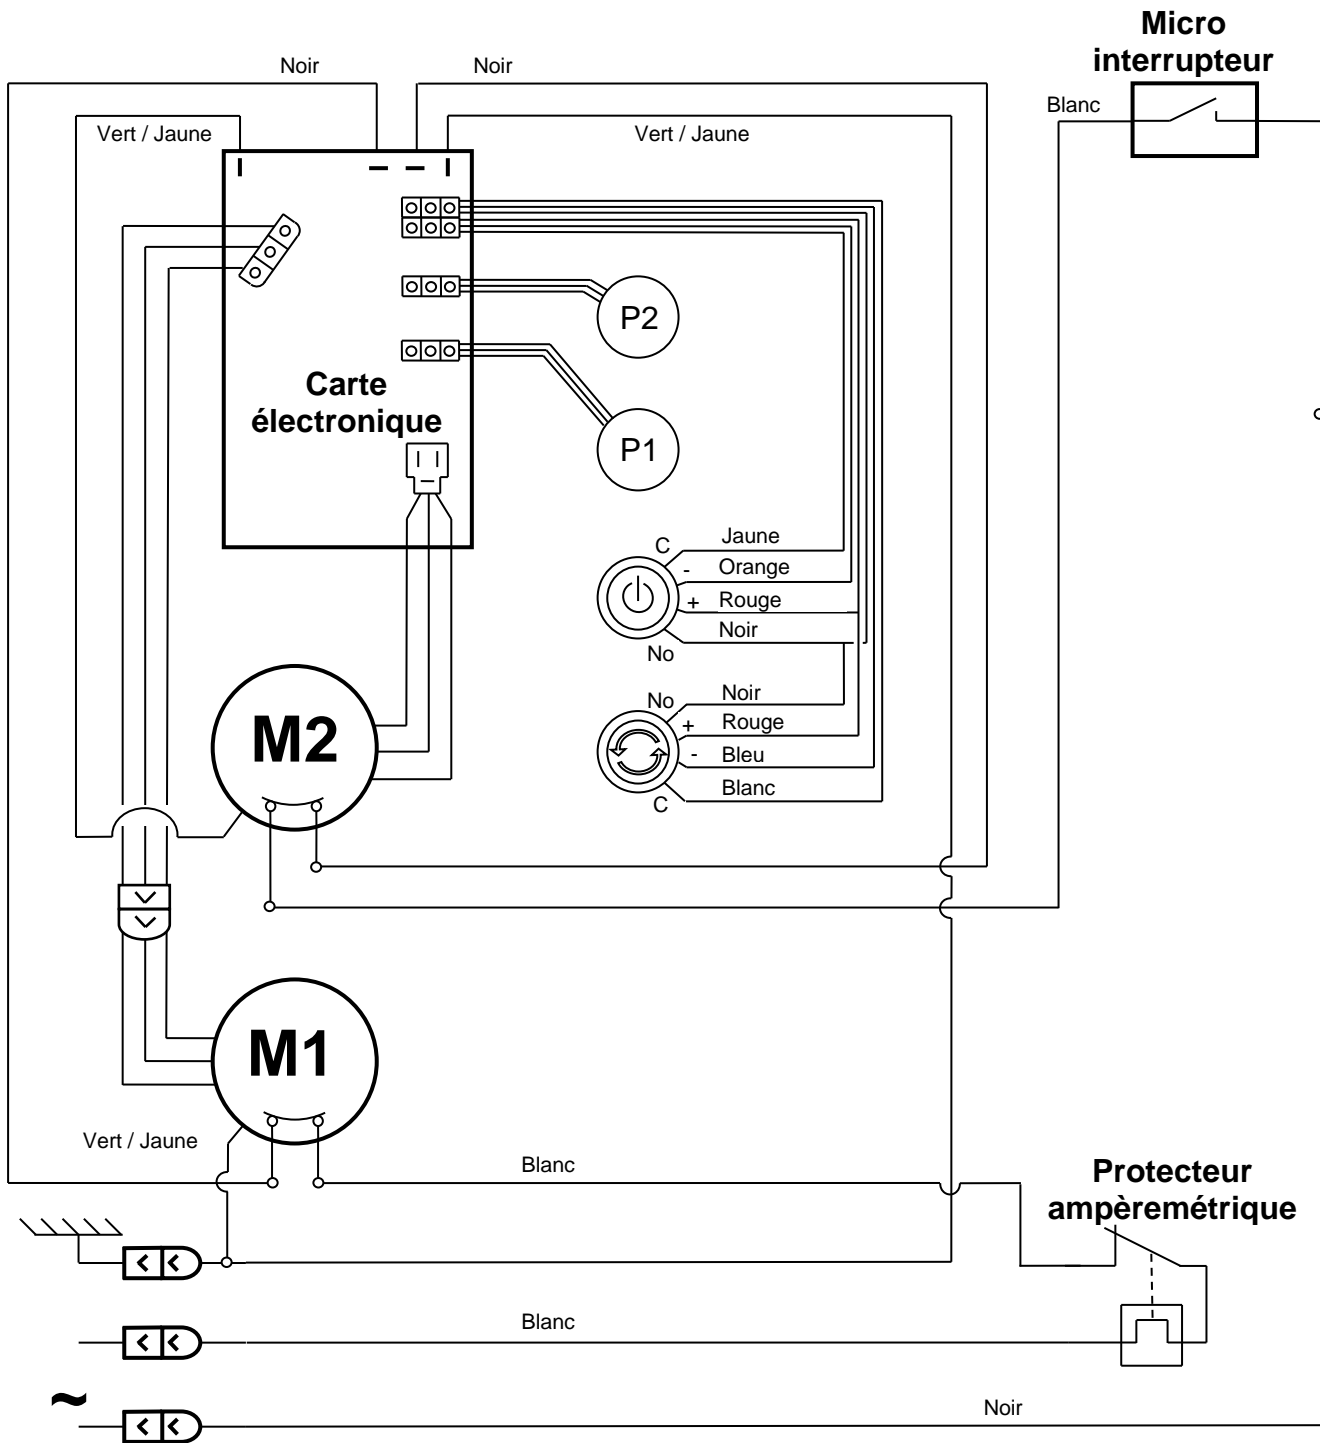 Micro
interrupteur
Noir
Noir
Blanc
Vert / Jaune
Vert / Jaune
P2
Carte
électronique
P1
C
Jaune
- Orange
+ Rouge
Noir
No
No
Noir
+ Rouge
- Bleu
Blanc
C
M2
M1
Vert / Jaune
Blanc
Protecteur
ampèremétrique
Blanc
~
Noir